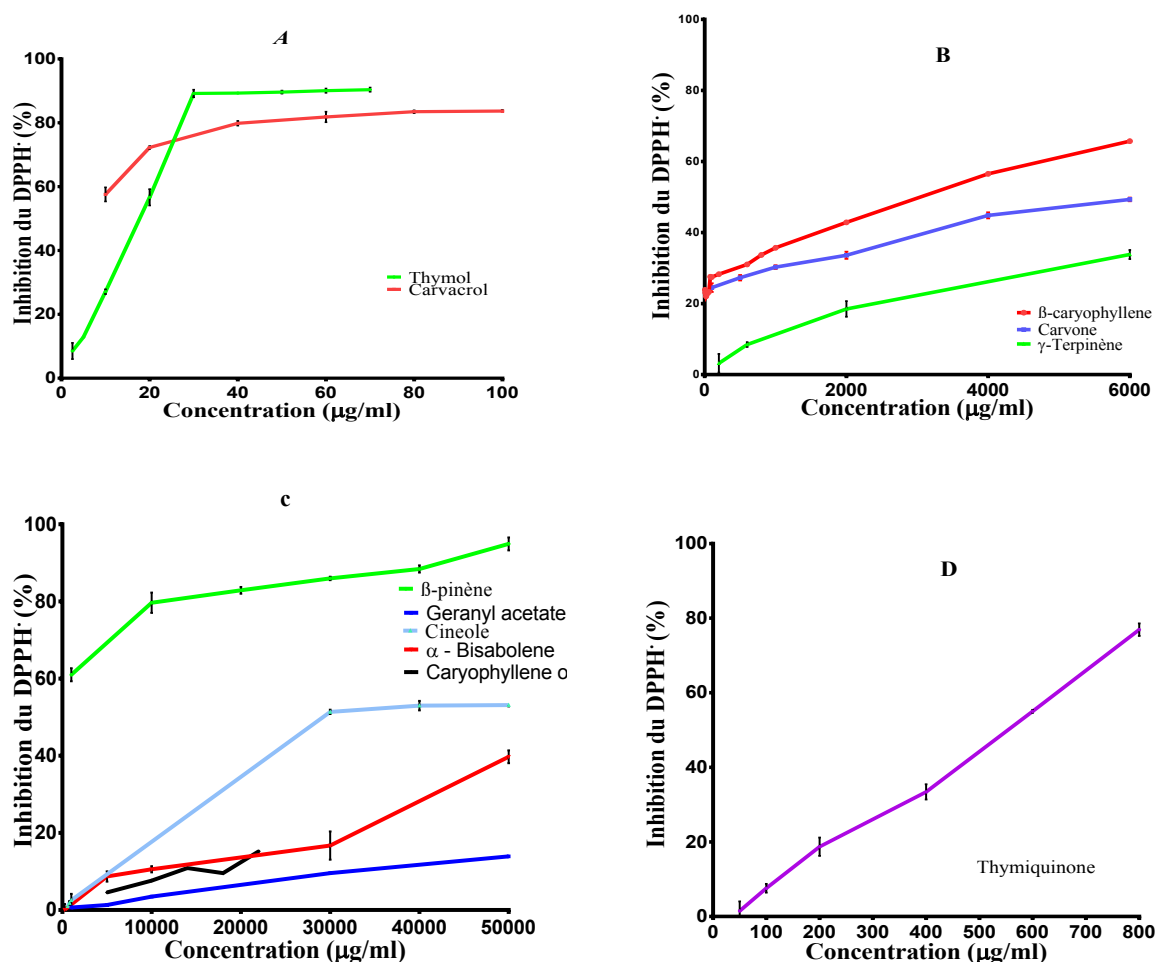 A
Inhibition du DPPH· (%)
100
80
60
40
20
0
Thymol
Carvacrol
0 20 40 60 80 100
Concentration (μg/ml)
B
Inhibition du DPPH· (%)
100
80
60
40
20
0
ß-caryophyllene
Carvone
γ-Terpinène
0 2000 4000 6000
Concentration (μg/ml)
c
Inhibition du DPPH· (%)
100
80
60
40
20
0
ß-pinène
Geranyl acetate
Cineole
α - Bisabolene
Caryophyllene o
0 10000 20000 30000 40000 50000
Concentration (μg/ml)
D
Inhibition du DPPH· (%)
100
80
60
40
20
0
Thymiquinone
0 100 200 300 400 500 600 700 800
Concentration (μg/ml)